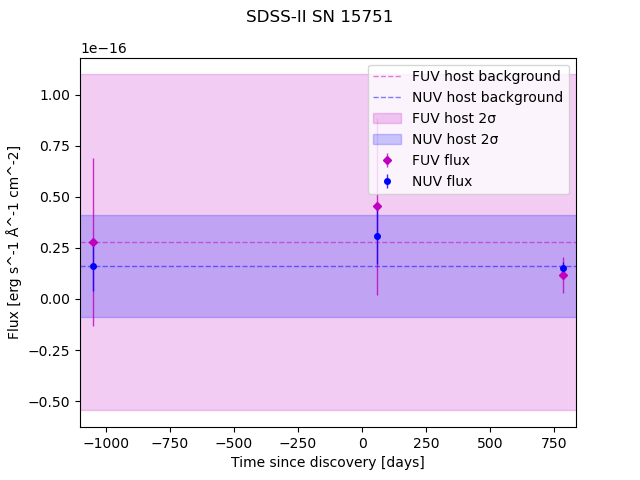 SDSS-II SN 15751
1e−16
FUV host background
NUV host background
FUV host 2σ
NUV host 2σ
FUV flux
NUV flux
1.00
0.75
0.50
0.25
0.00
−0.25
−0.50
Flux [erg s^-1 Å^-1 cm^-2]
−1000 −750 −500 −250 0 250 500 750
Time since discovery [days]